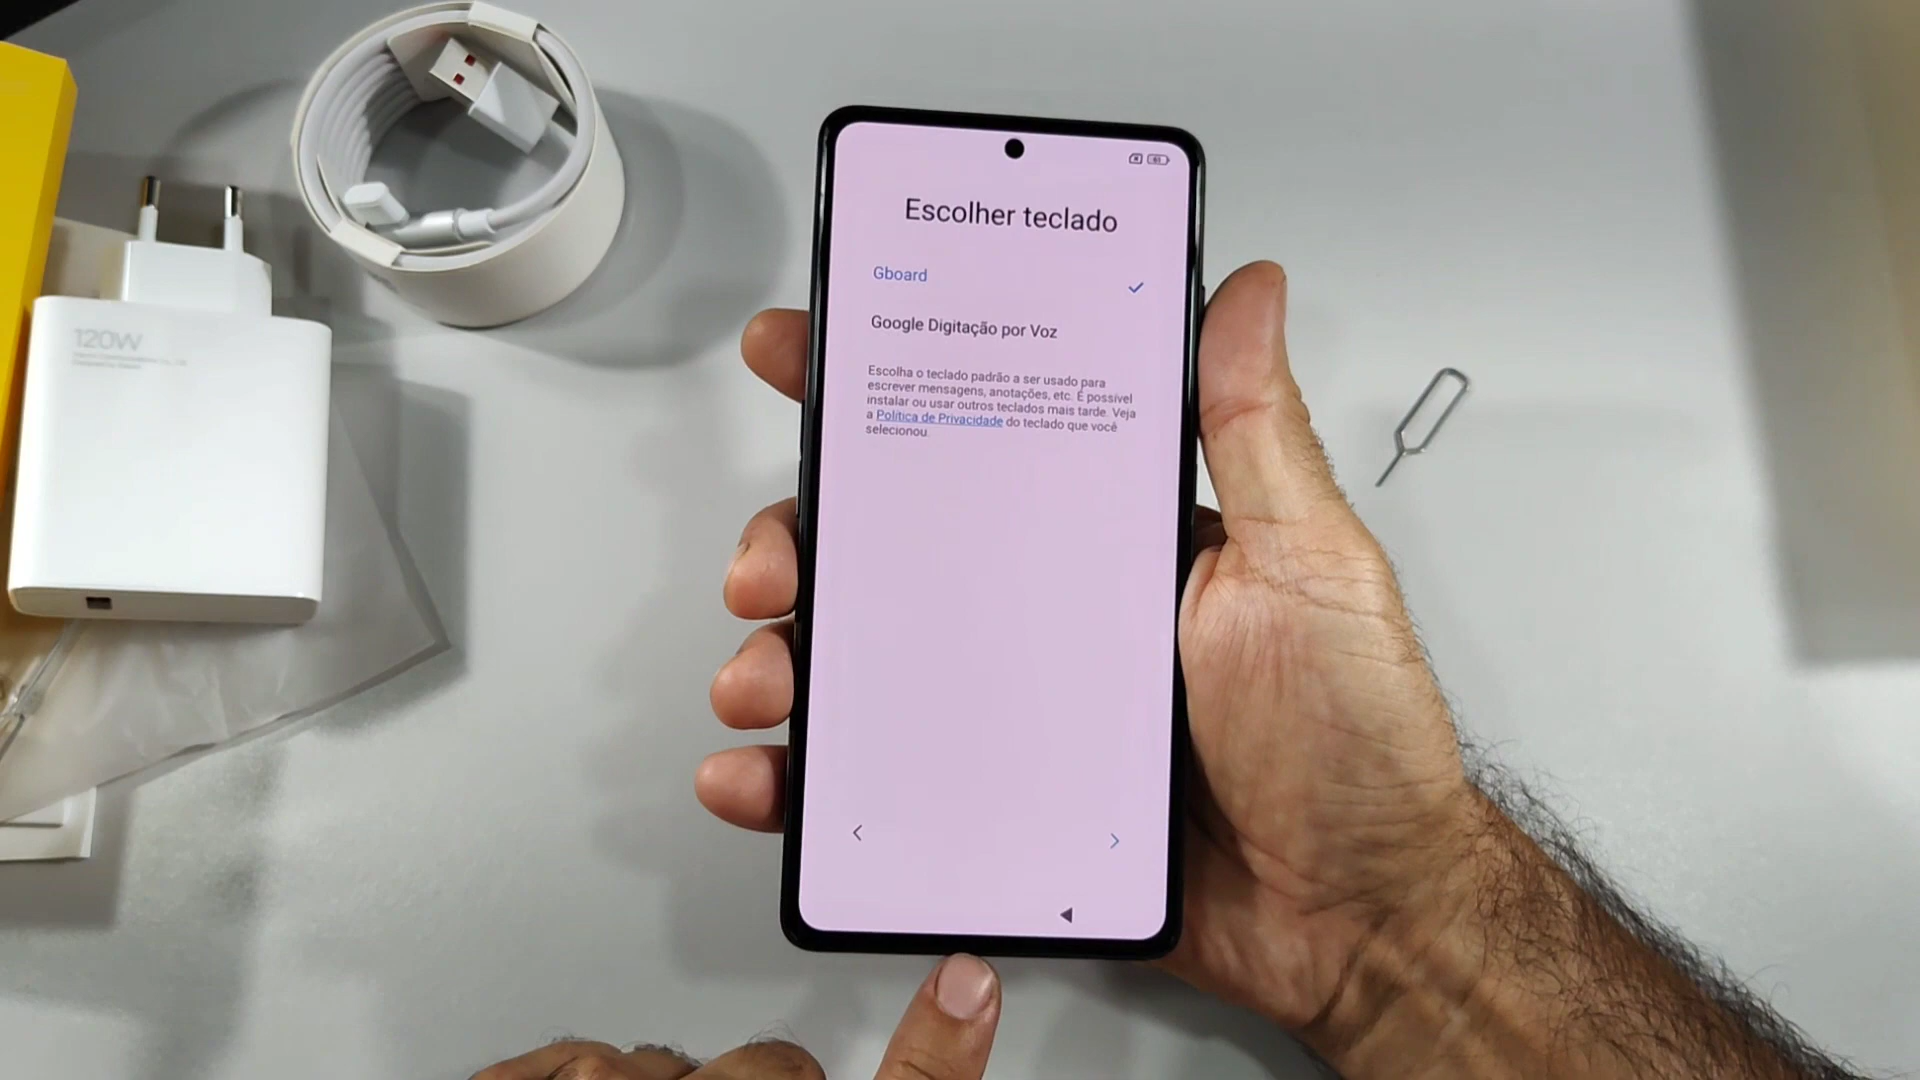 120W
Escolher teclado
Gboard
Google Digitação por Voz
Escolha o teclado padrão a ser usado para
escrever mensagens, anotações, etc. É possível
instalar ou usar outros teclados mais tarde. Veja
a Política de Privacidade do teclado que você
selecionou.